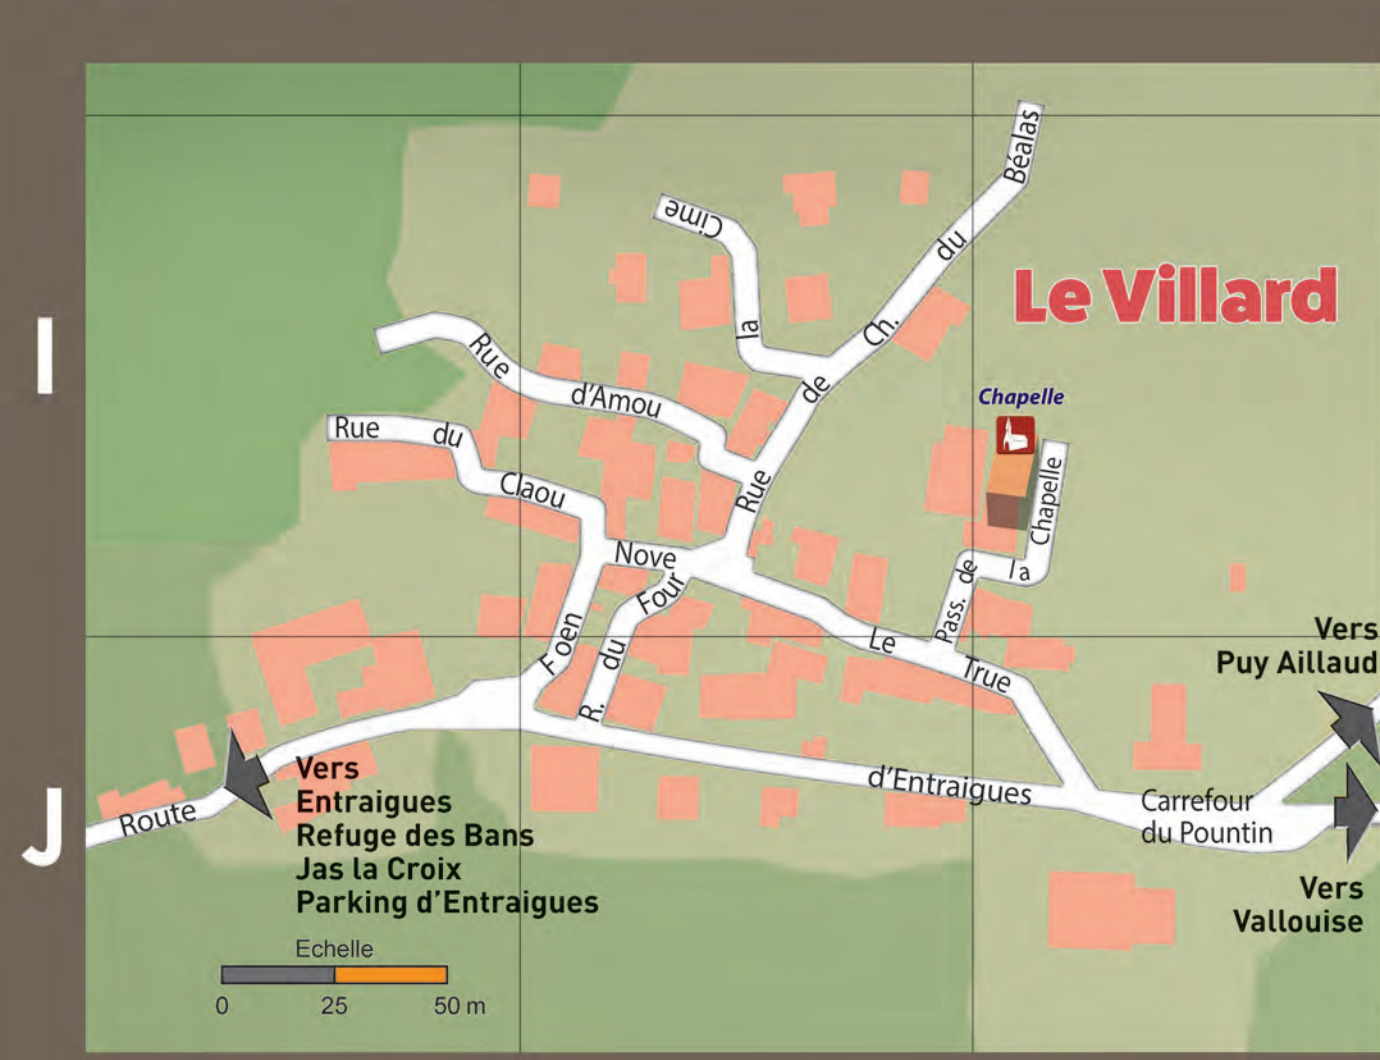 Béalas
du
Ch.
de
Rue
Cime
la
Le Villard
I
Rue
d'Amou
Chapelle
Rue du
Claou
Chapelle
la
de
Pass.
Nove
Four
du
R.
Foen
Le
True
Vers
Puy Aillaud
J
Route
d'Entraigues
Vers
Entraigues
Refuge des Bans
Jas la Croix
Parking d'Entraigues
Carrefour
du Pountin
Vers
Vallouise
Echelle
0 25 50 m